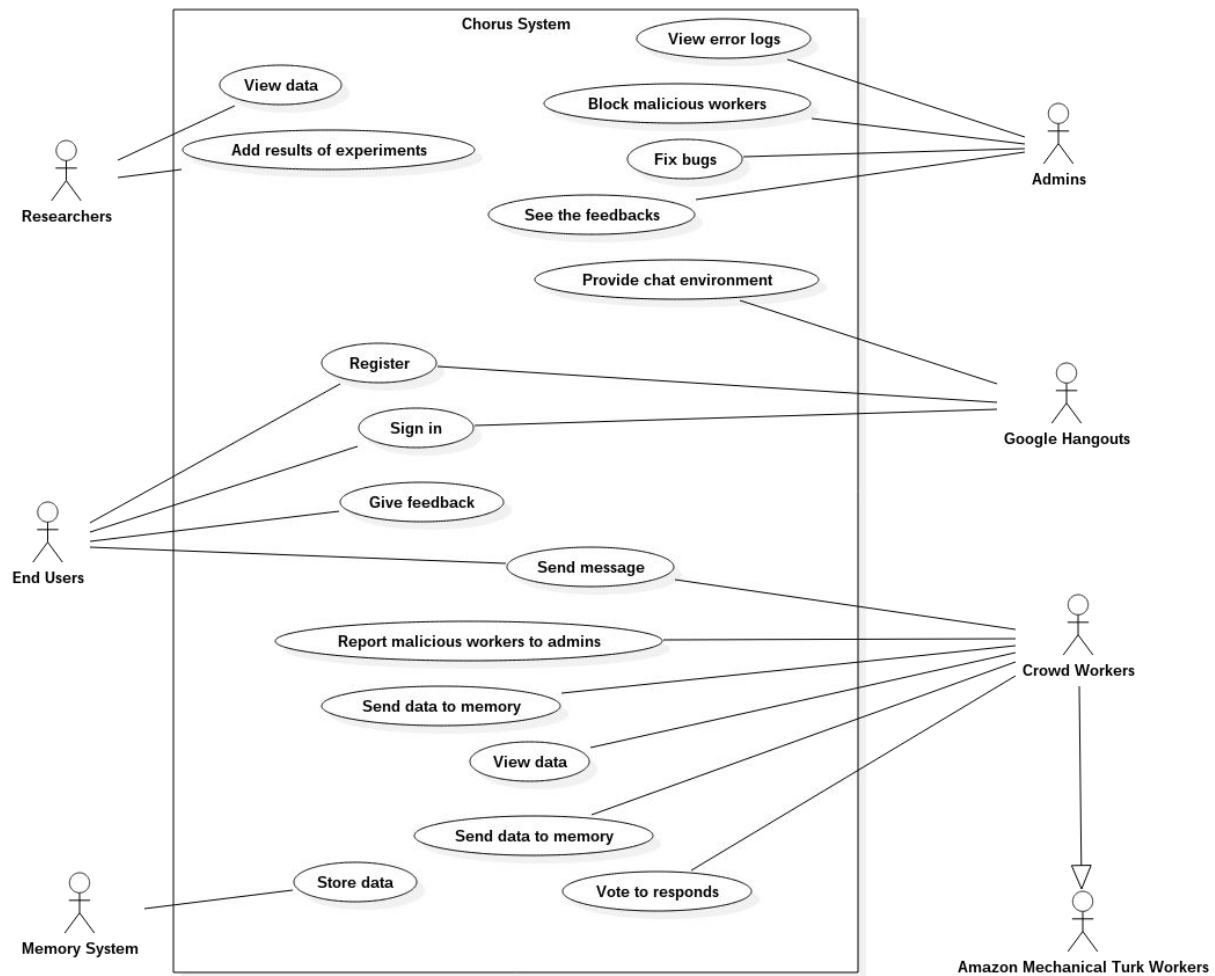 Chorus System
View error logs
View data
Block malicious workers
Add results of experiments
Fix bugs
Admins
Researchers
See the feedbacks
Provide chat environment
Register
Sign in
Google Hangouts
Give feedback
End Users
Send message
Report malicious workers to admins
Crowd Workers
Send data to memory
View data
Send data to memory
Store data
Vote to responds
Memory System
Amazon Mechanical Turk Workers